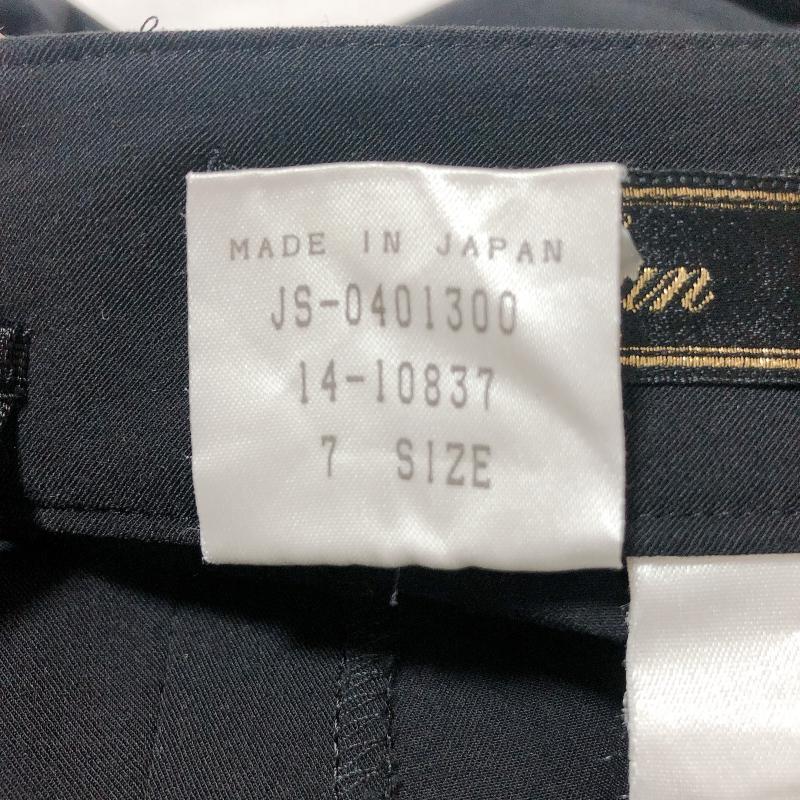 MADE IN JAPAN
JS-0401300
14-10837
7 SIZE